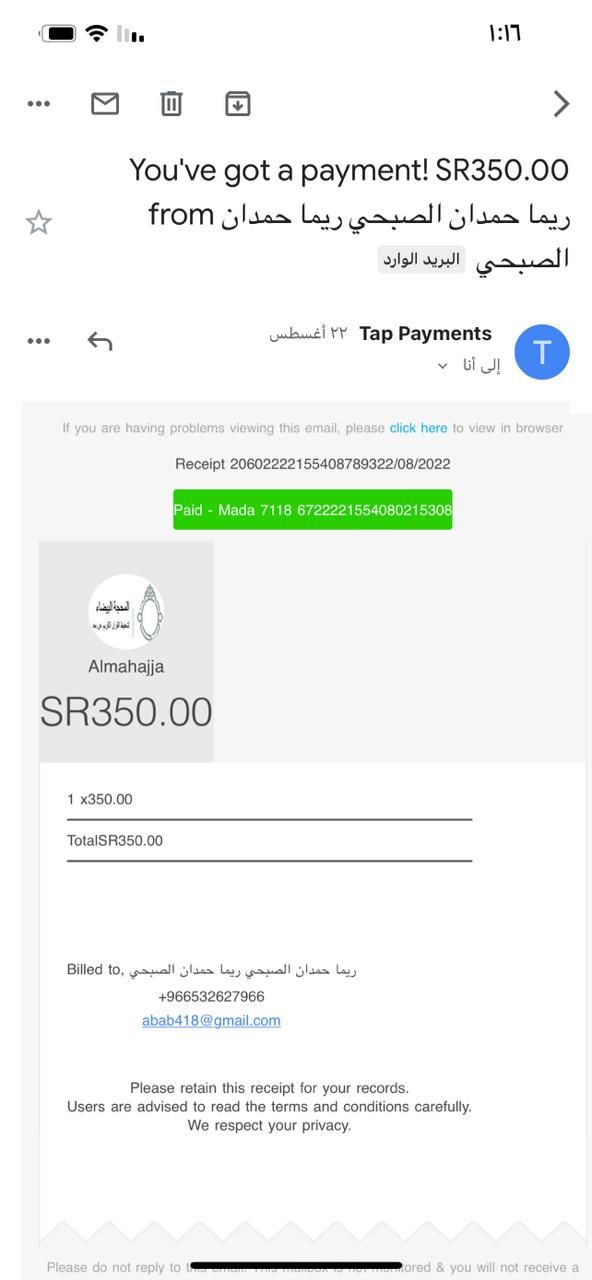 ١:١٦
You've got a payment! SR350.00
from ريما حمدان الصبحي ريما حمدان
الصبحي البريد الوارد
Tap Payments ٢٢ أغسطس
إلى أنا
T
If you are having problems viewing this email, please click here to view in browser
Receipt 20602222155408789322/08/2022
Paid - Mada 7118 6722221554080215308
المحجة البيضاء
Almahajja
SR350.00
1 x350.00
TotalSR350.00
Billed to, ريما حمدان الصبحي ريما حمدان الصبحي
+966532627966
abab418@gmail.com
Please retain this receipt for your records.
Users are advised to read the terms and conditions carefully.
We respect your privacy.
Please do not reply to this email. This mailbox is not monitored & you will not receive a